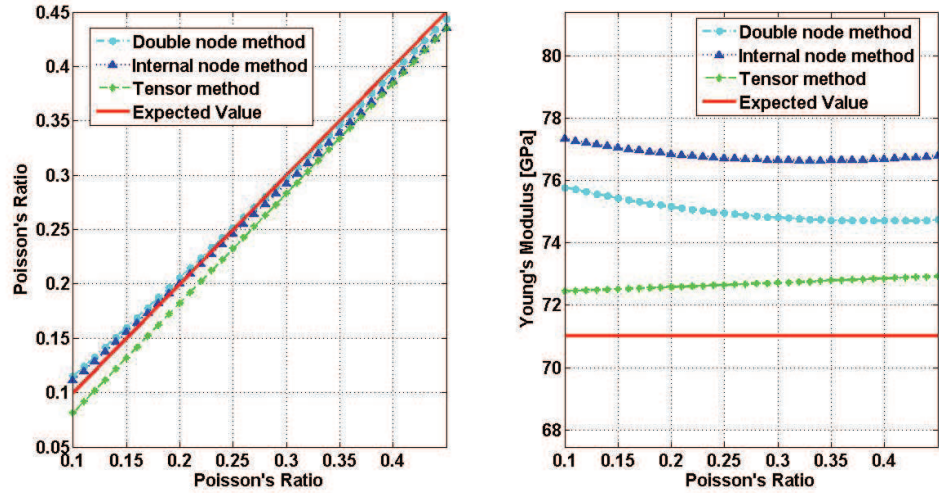 0.45
0.4
0.35
0.3
0.25
0.2
0.15
0.1
0.05
Poisson's Ratio
Double node method
Internal node method
Tensor method
Expected Value
0.1 0.15 0.2 0.25 0.3 0.35 0.4
Poisson's Ratio
80
78
76
74
72
70
68
Young's Modulus [GPa]
Double node method
Internal node method
Tensor method
Expected Value
0.1 0.15 0.2 0.25 0.3 0.35 0.4
Poisson's Ratio